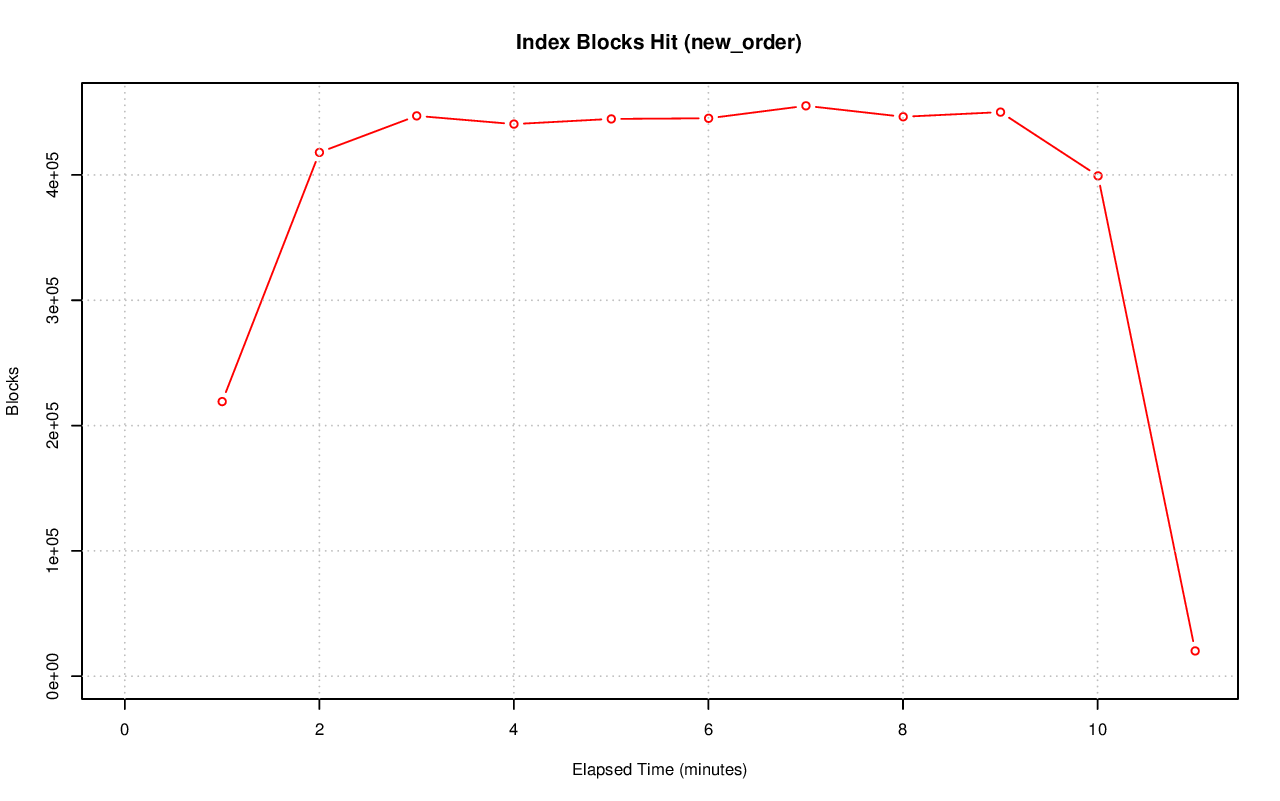 Index Blocks Hit (new_order)
Blocks
4e+05
3e+05
2e+05
1e+05
0e+00
0 2 4 6 8 10
Elapsed Time (minutes)